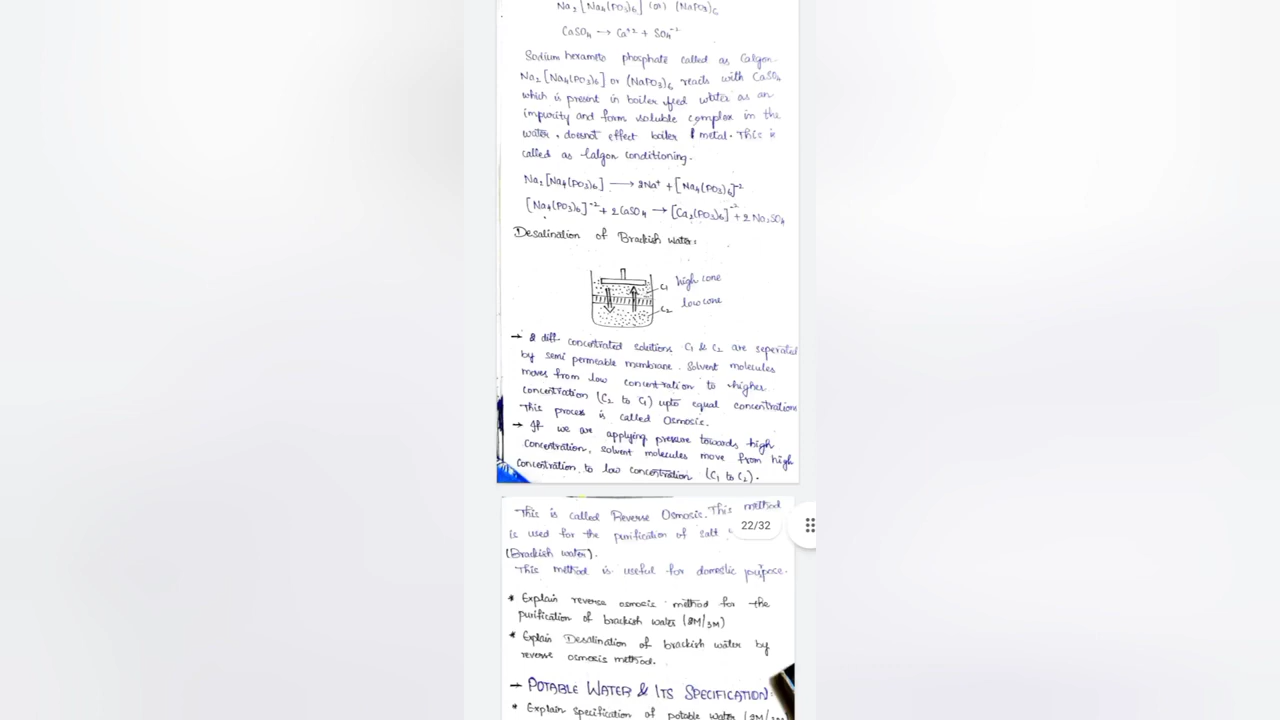 Na2[Na4(PO3)6] (or) (NaPO3)6
CaSO4 → Ca+2 + SO4-2
Sodium hexameta phosphate called as Calgon.
Na2[Na4(PO3)6] or (NaPO3)6 reacts with CaSO4
which is present in boiler feed water as an
impurity and form soluble complex in the
water. doesnot effect boiler metal. This is
called as Calgon conditioning.
Na2[Na4(PO3)6] → 2Na+ + [Na4(PO3)6]-2
[Na4(PO3)6]-2 + 2CaSO4 → [Ca2(PO3)6]-2 + 2Na2SO4
Desalination of Brackish water:
C1 high conc
C2 low conc
→ 2 diff concentrated solutions C1 & C2 are seperated
by semi permeable membrane. Solvent molecules
moves from low concentration to higher
concentration (C2 to C1) upto equal concentrations
This process is called Osmosis.
→ If we are applying pressure towards high
concentration, solvent molecules move from high
concentration to low concentration (C1 to C2).
This is called Reverse Osmosis. This method
is used for the purification of salt
22/32
(Brackish water).
This method is useful for domestic purpose.
* Explain reverse osmosis method for the
purification of brackish water (2M/3M)
* Explain Desalination of brackish water by
reverse osmosis method.
→ POTABLE WATER & ITS SPECIFICATION:
* Explain specification of potable water (2M/3M